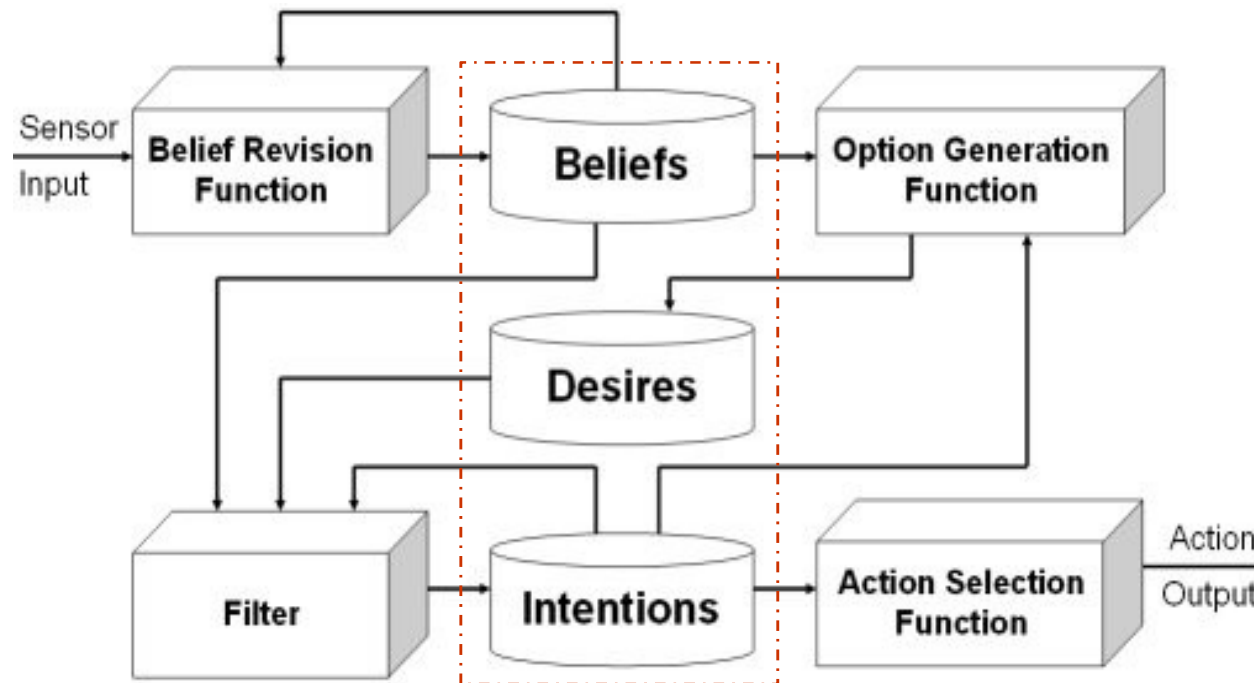 Sensor
Input
Belief Revision
Function
Beliefs
Option Generation
Function
Desires
Filter
Intentions
Action Selection
Function
Action
Output